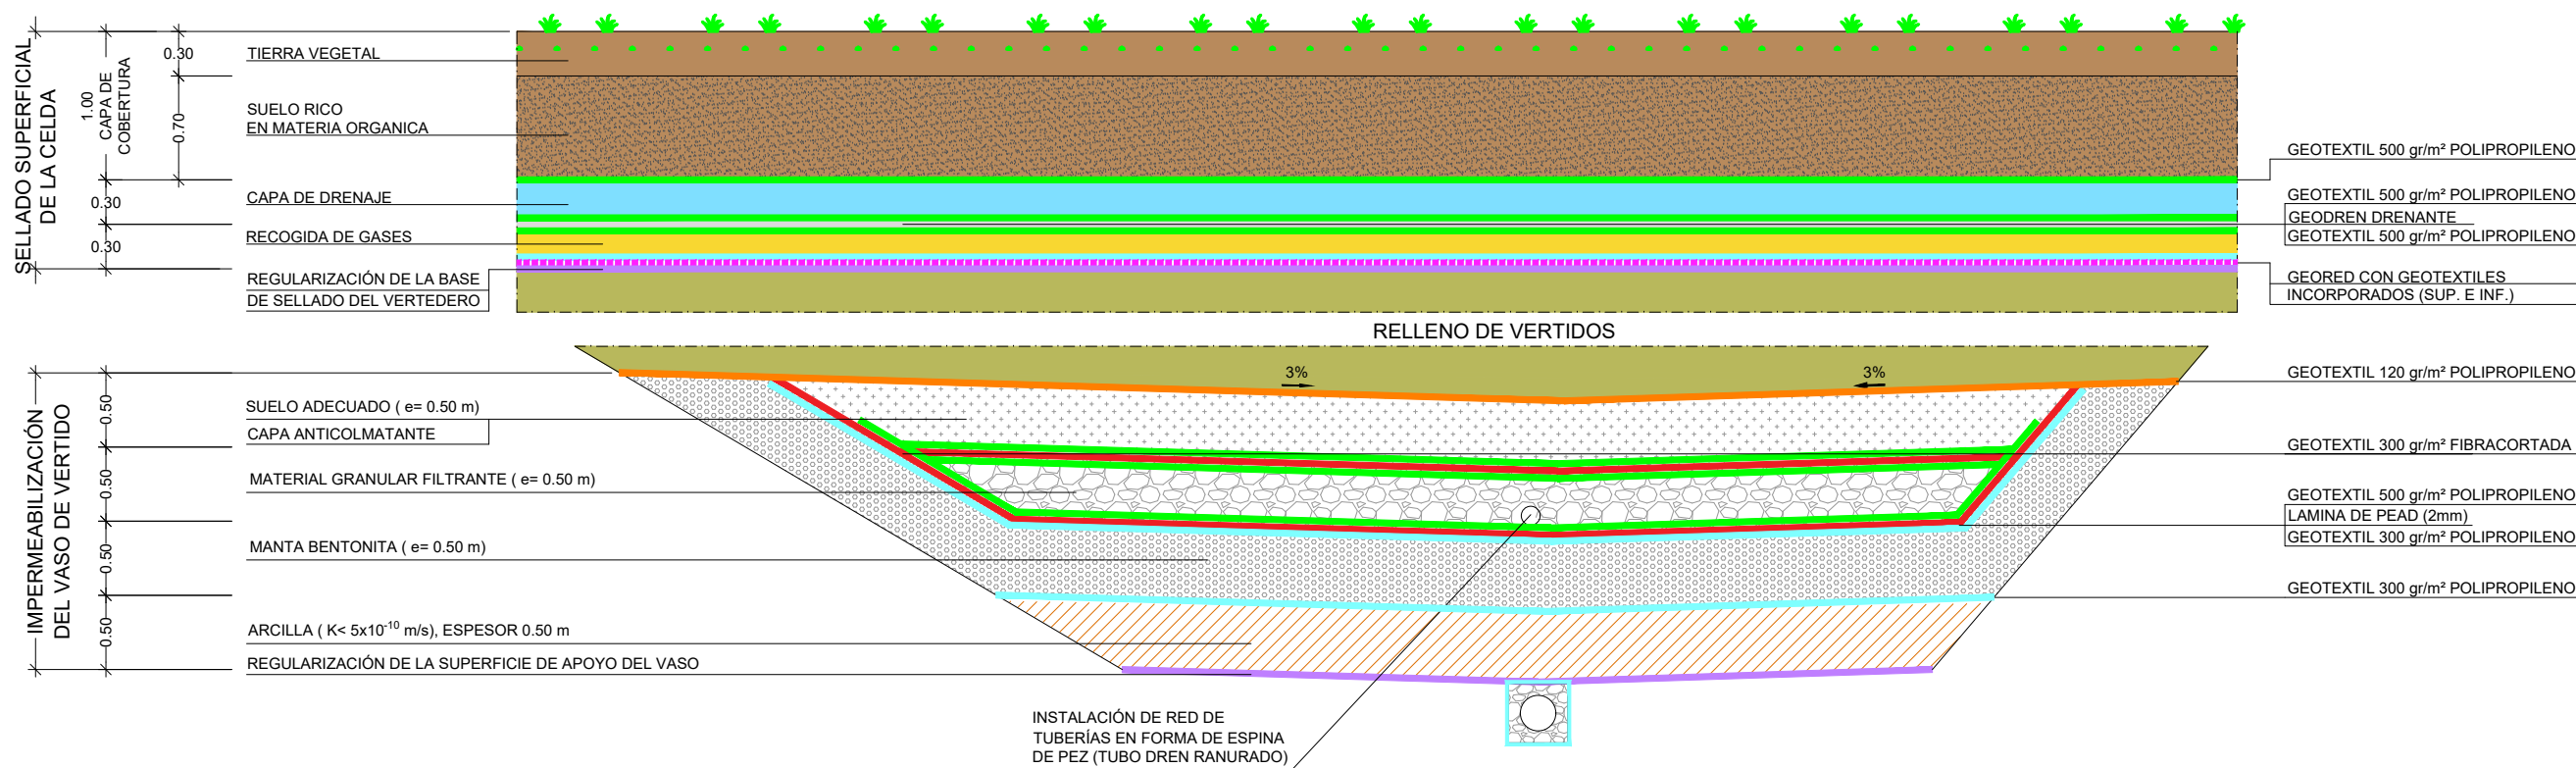 SELLADO SUPERFICIAL
DE LA CELDA
1.00
CAPA DE
COBERTURA
0.30
0.70
0.30
0.30
TIERRA VEGETAL
SUELO RICO
EN MATERIA ORGANICA
CAPA DE DRENAJE
RECOGIDA DE GASES
REGULARIZACIÓN DE LA BASE
DE SELLADO DEL VERTEDERO
GEOTEXTIL 500 gr/m² POLIPROPILENO
GEOTEXTIL 500 gr/m² POLIPROPILENO
GEODREN DRENANTE
GEOTEXTIL 500 gr/m² POLIPROPILENO
GEORED CON GEOTEXTILES
INCORPORADOS (SUP. E INF.)
RELLENO DE VERTIDOS
IMPERMEABILIZACIÓN
DEL VASO DE VERTIDO
0.50
0.50
0.50
0.50
SUELO ADECUADO ( e= 0.50 m)
CAPA ANTICOLMATANTE
MATERIAL GRANULAR FILTRANTE ( e= 0.50 m)
MANTA BENTONITA ( e= 0.50 m)
ARCILLA ( K< 5x10⁻¹⁰ m/s), ESPESOR 0.50 m
REGULARIZACIÓN DE LA SUPERFICIE DE APOYO DEL VASO
3%
3%
GEOTEXTIL 120 gr/m² POLIPROPILENO
GEOTEXTIL 300 gr/m² FIBRACORTADA
GEOTEXTIL 500 gr/m² POLIPROPILENO
LAMINA DE PEAD (2mm)
GEOTEXTIL 300 gr/m² POLIPROPILENO
GEOTEXTIL 300 gr/m² POLIPROPILENO
INSTALACIÓN DE RED DE
TUBERÍAS EN FORMA DE ESPINA
DE PEZ (TUBO DREN RANURADO)